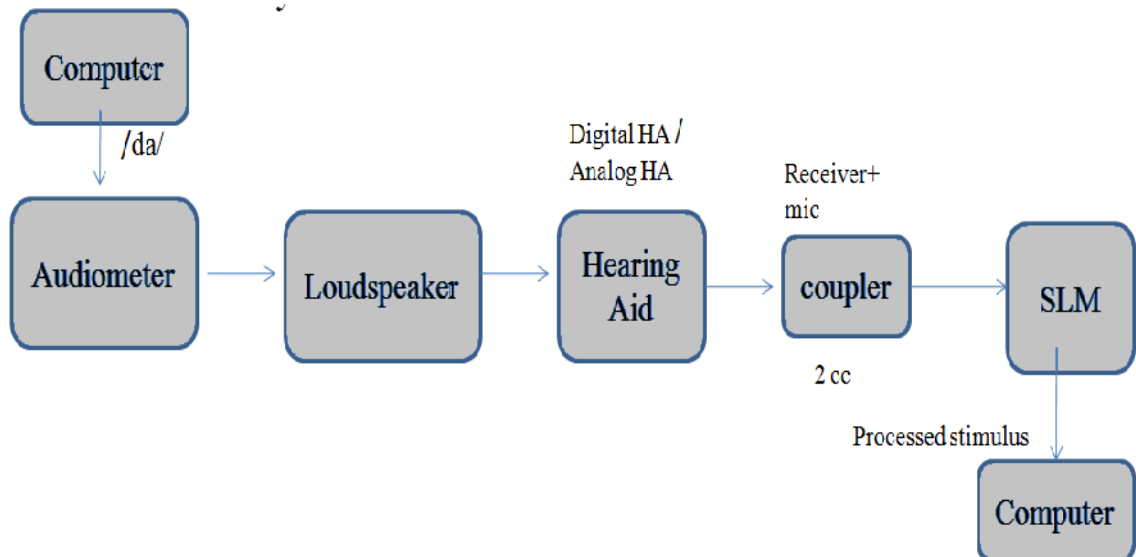 Computer
/da/
Audiometer
Loudspeaker
Digital HA /
Analog HA
Hearing
Aid
Receiver+
mic
coupler
2 cc
SLM
Processed stimulus
Computer